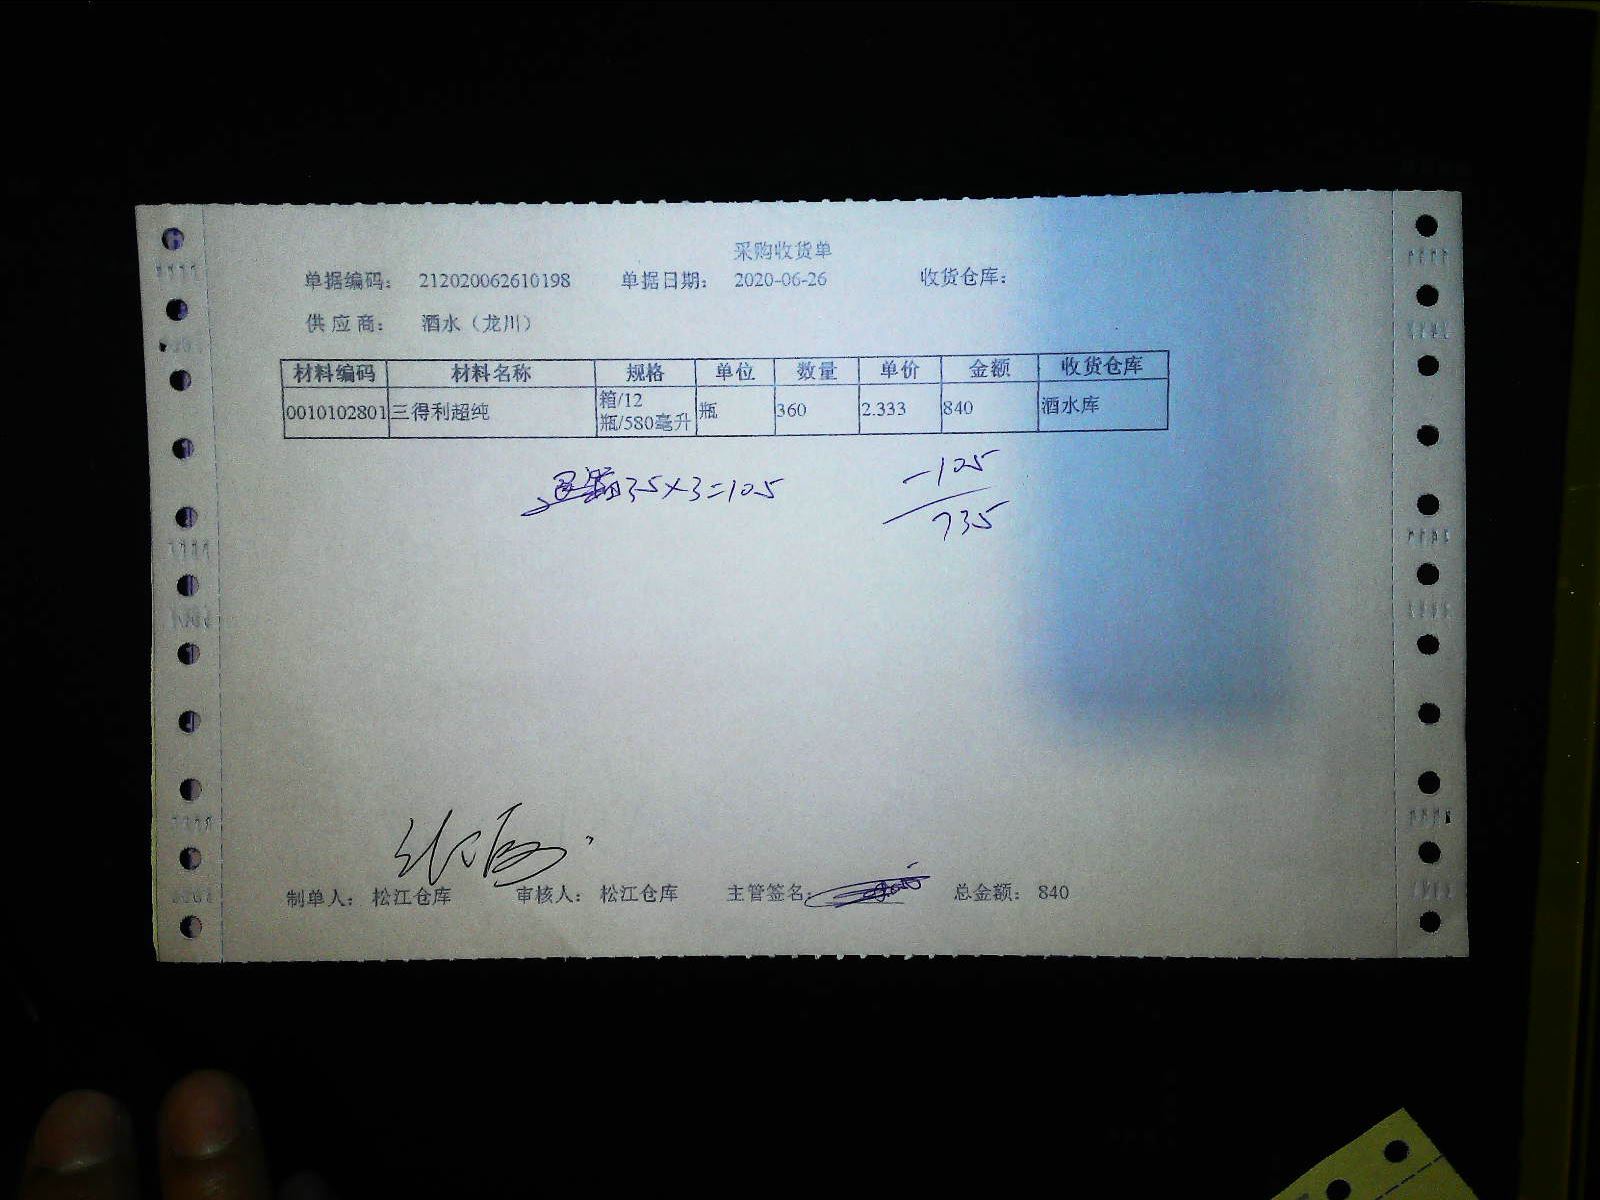 采购收货单
单据编码： 212020062610198 单据日期： 2020-06-26 收货仓库：
供 应 商： 酒水（龙川）
材料编码 材料名称 规格 单位 数量 单价 金额 收货仓库
0010102801 三得利超纯 箱/12瓶/580毫升 瓶 360 2.333 840 酒水库
35×3=105 -105
735
制单人： 松江仓库 审核人： 松江仓库 主管签名： 总金额： 840